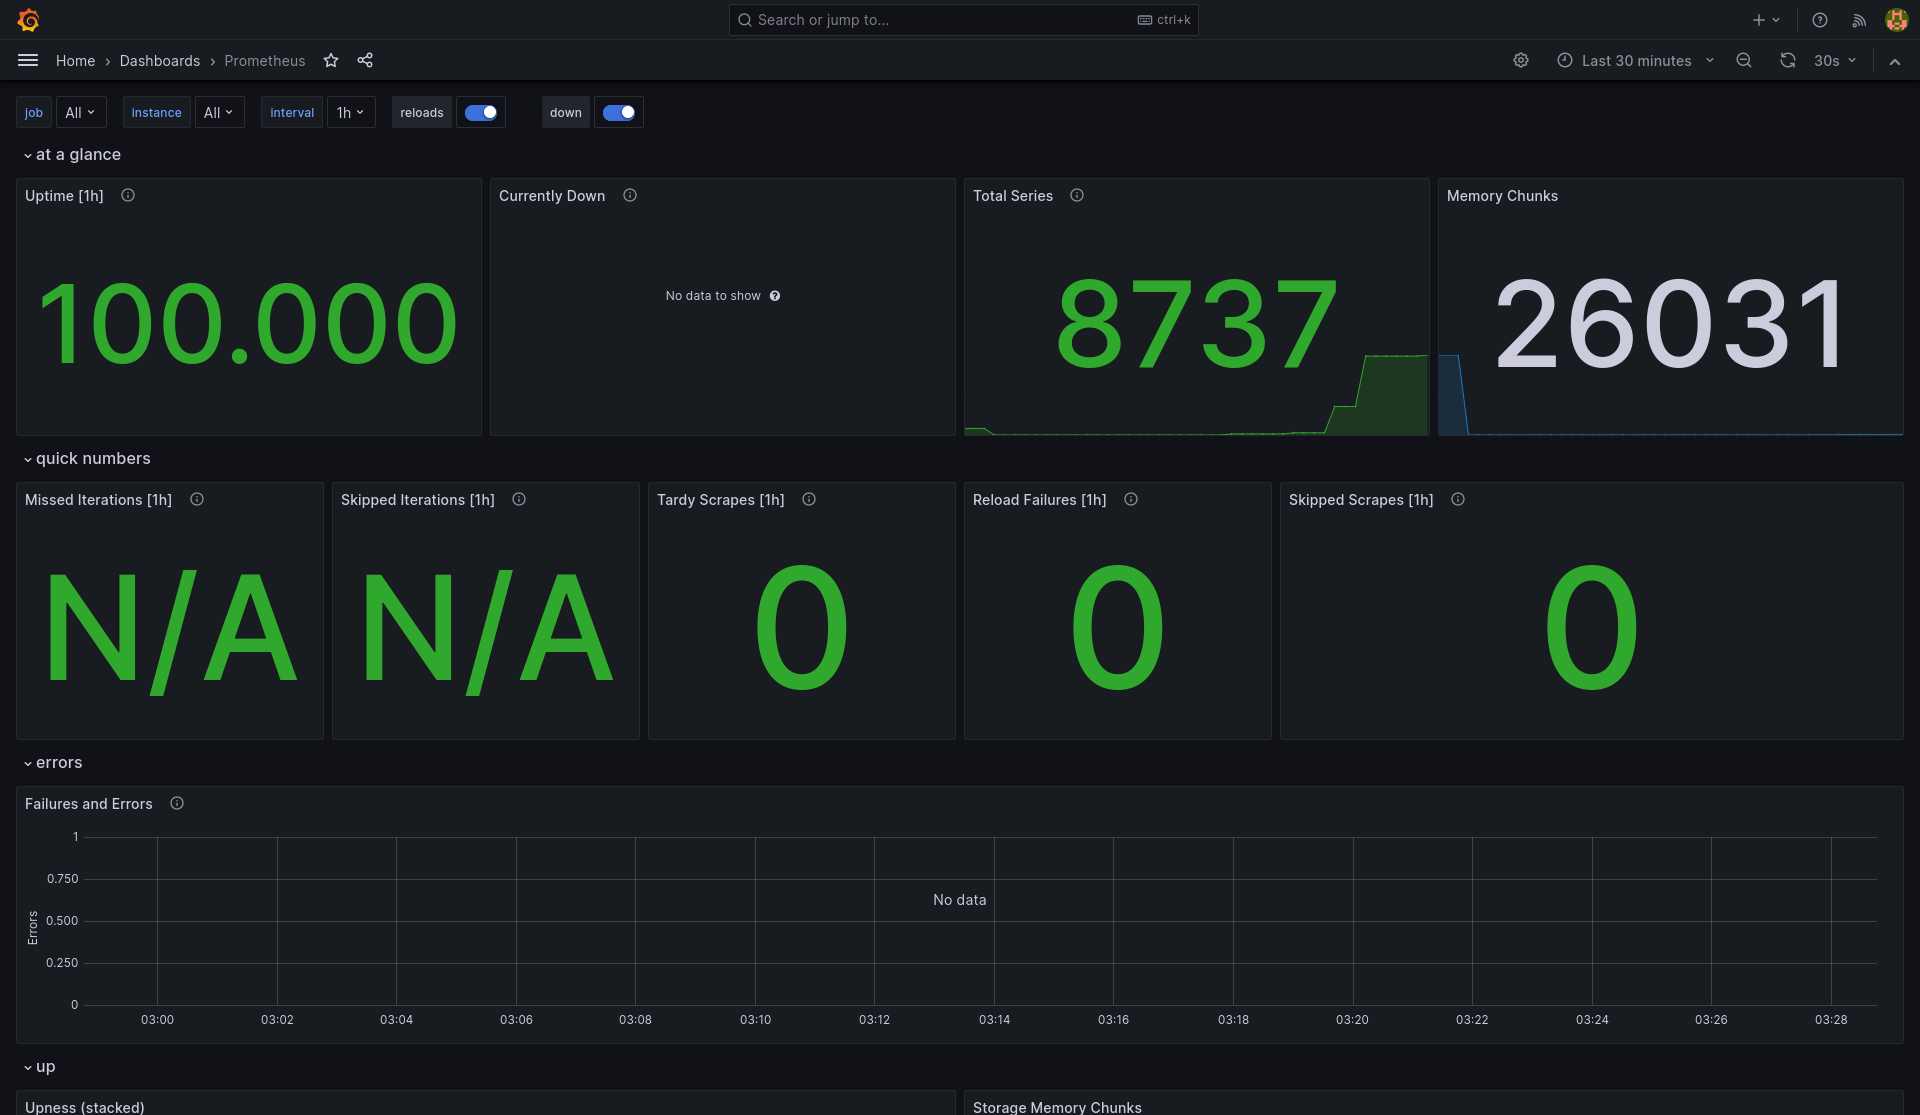 Search or jump to...
ctrl+k
Home › Dashboards › Prometheus
Last 30 minutes
30s
job All instance All interval 1h reloads down
at a glance
Uptime [1h]
100.000
Currently Down
No data to show
Total Series
8737
Memory Chunks
26031
quick numbers
Missed Iterations [1h]
N/A
Skipped Iterations [1h]
N/A
Tardy Scrapes [1h]
0
Reload Failures [1h]
0
Skipped Scrapes [1h]
0
errors
Failures and Errors
1
0.750
0.500
0.250
0
Errors
No data
03:00 03:02 03:04 03:06 03:08 03:10 03:12 03:14 03:16 03:18 03:20 03:22 03:24 03:26 03:28
up
Upness (stacked)
Storage Memory Chunks